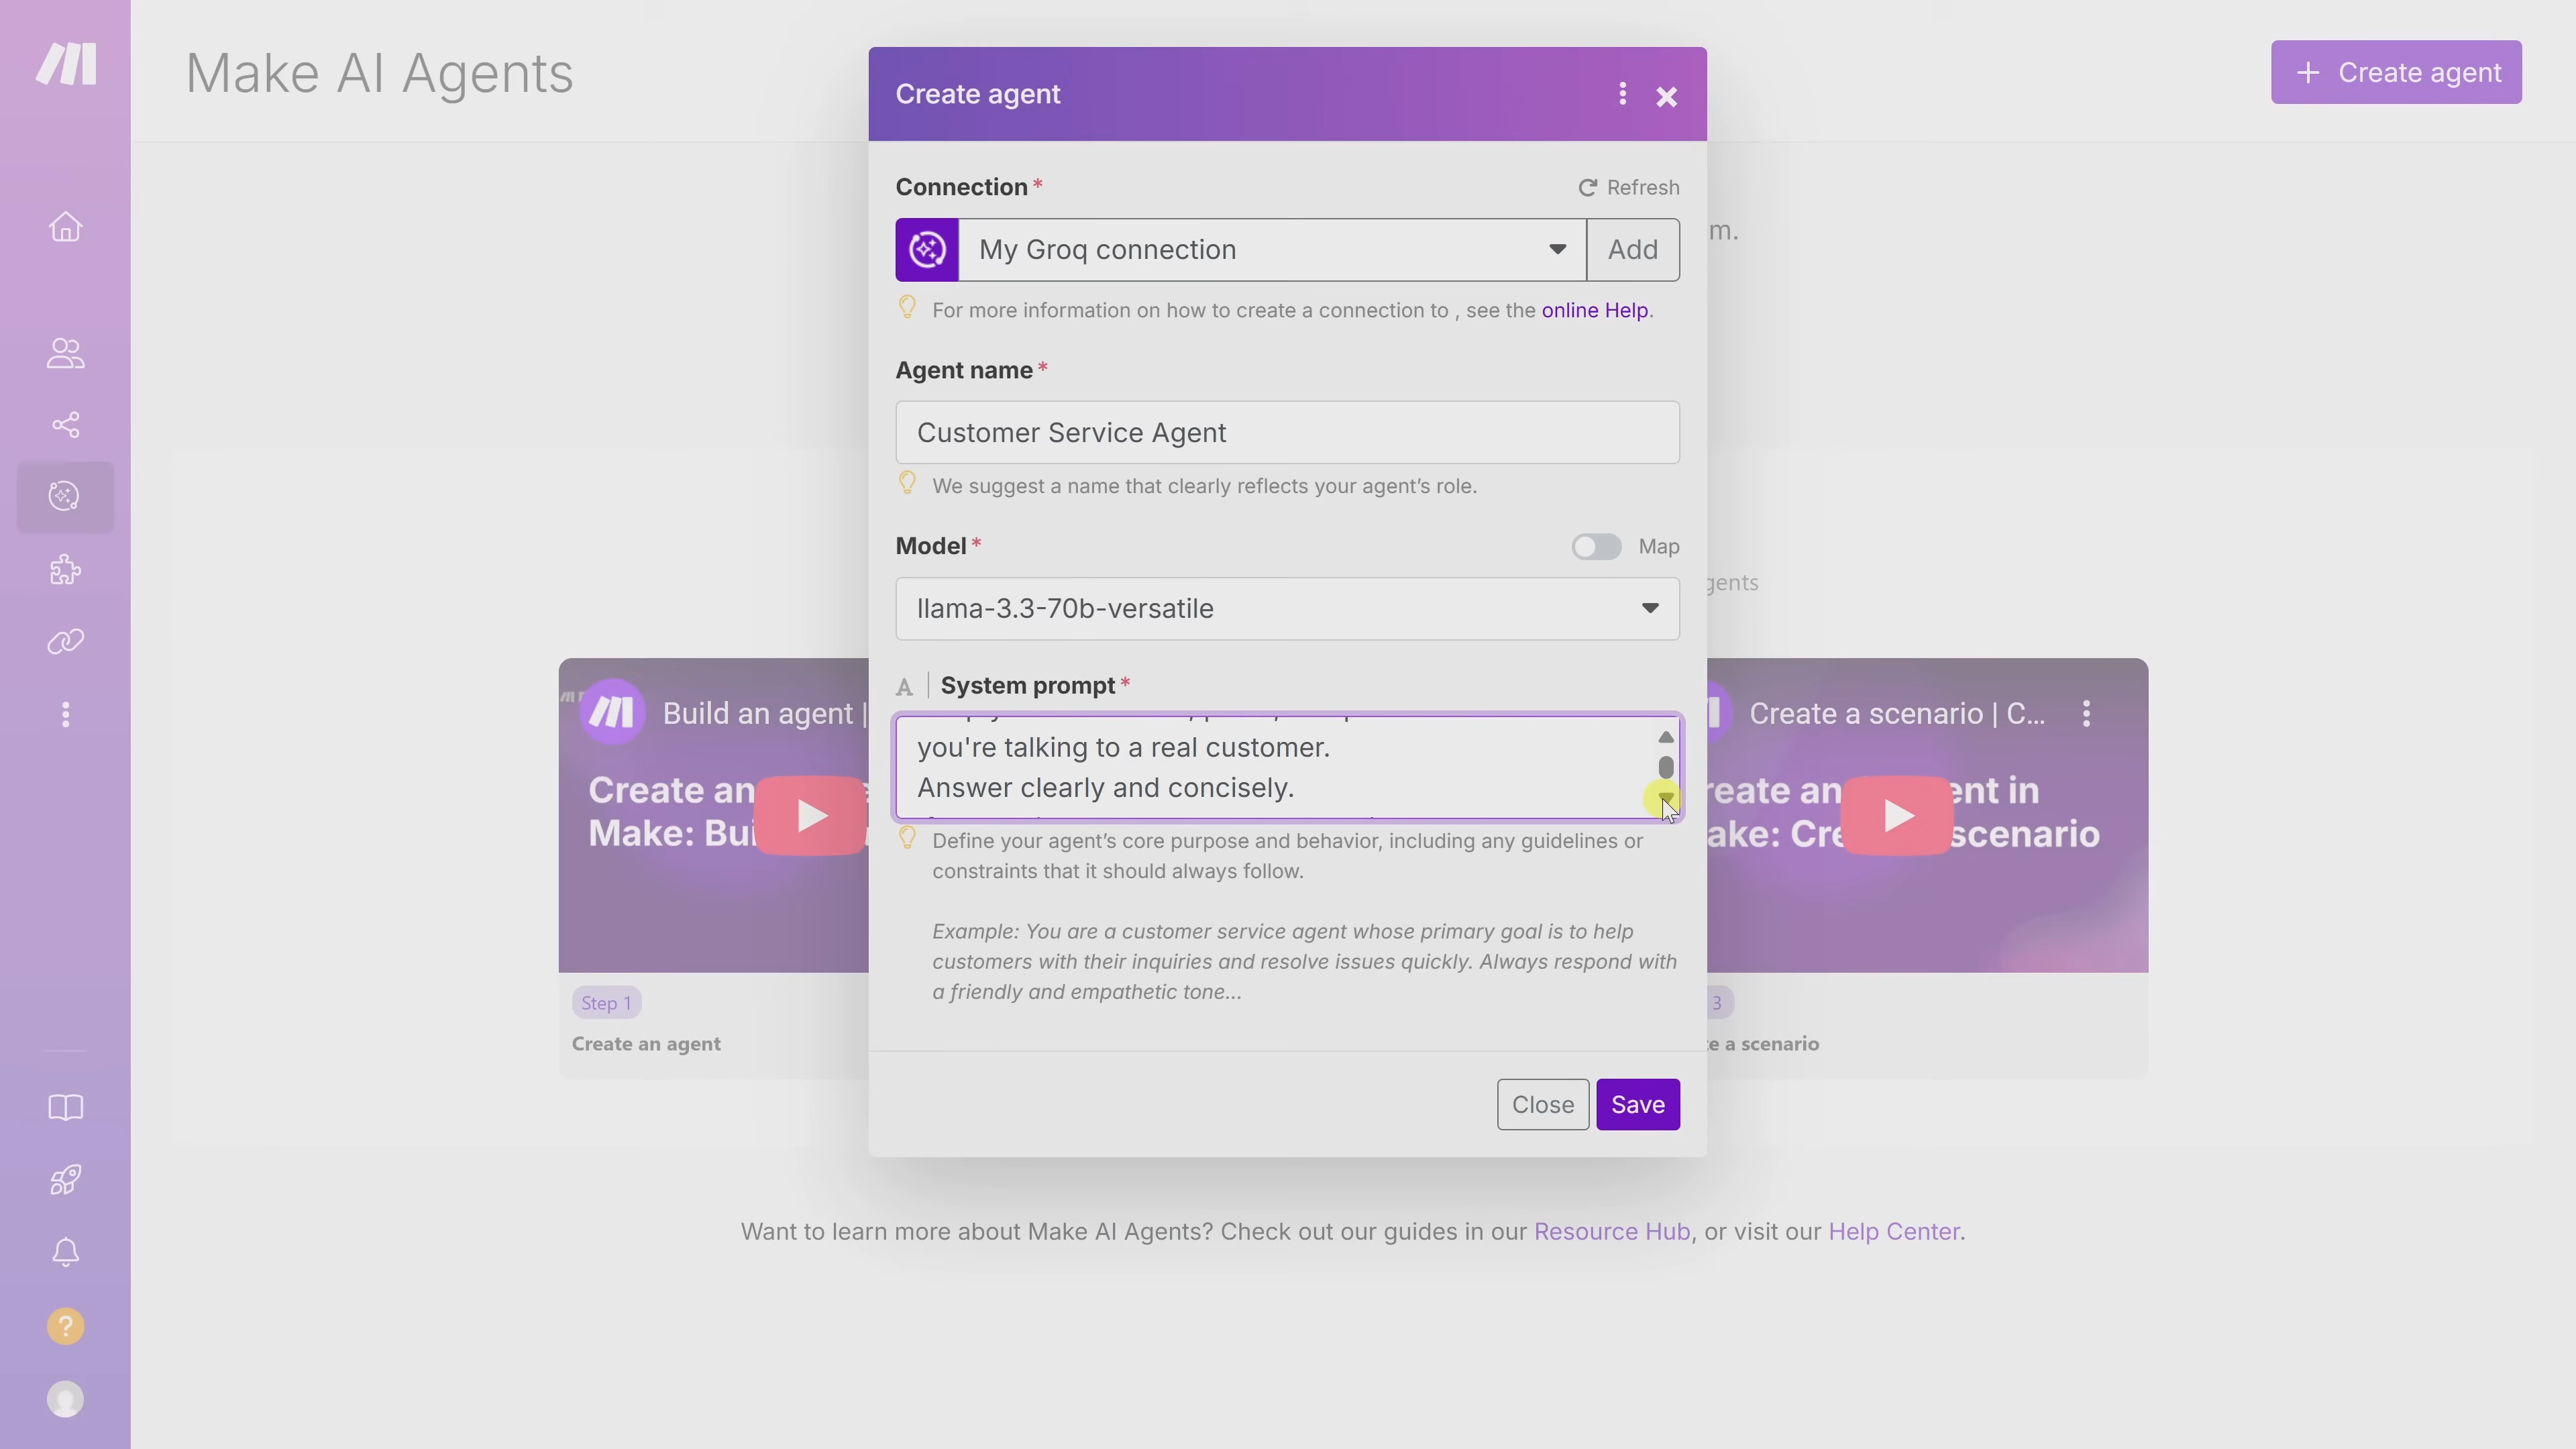 Make AI Agents
+ Create agent
Create agent
Connection *
Refresh
My Groq connection
Add
For more information on how to create a connection to , see the online Help.
m.
Agent name *
Customer Service Agent
We suggest a name that clearly reflects your agent's role.
Model *
Map
gents
llama-3.3-70b-versatile
A System prompt *
you're talking to a real customer.
Answer clearly and concisely.
Define your agent's core purpose and behavior, including any guidelines or
constraints that it should always follow.
Example: You are a customer service agent whose primary goal is to help
customers with their inquiries and resolve issues quickly. Always respond with
a friendly and empathetic tone...
Close
Save
Build an agent |
Create an
Make: Bui
Step 1
Create an agent
Create a scenario | C...
reate an ent in
ake: Cre scenario
3
e a scenario
Want to learn more about Make AI Agents? Check out our guides in our Resource Hub, or visit our Help Center.
?